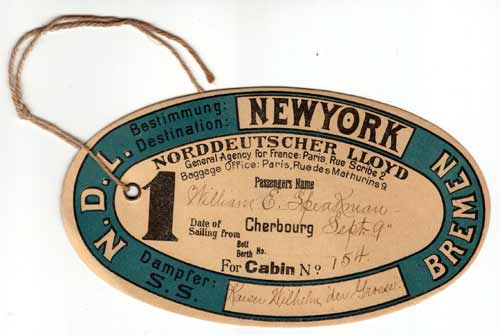 Bestimmung:
Destination:
NEWYORK
N.D.L.
BREMEN
NORDDEUTSCHER LLOYD
General Agency for France: Paris, Rue Scribe 2
Baggage Office: Paris, Rue des Mathurins 9
1
Passengers Name
William E. Speakman
Date of
Sailing from
Cherbourg Sept. 9"
Bett
Berth No.
For Cabin No 154.
Dampfer:
S.S.
Kaiser Wilhelm der Grosse